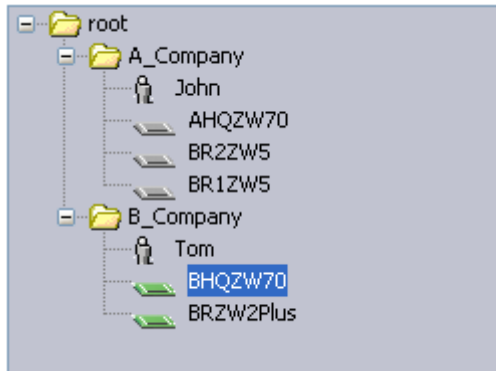 root
A_Company
John
AHQZW70
BR2ZW5
BR1ZW5
B_Company
Tom
BHQZW70
BRZW2Plus